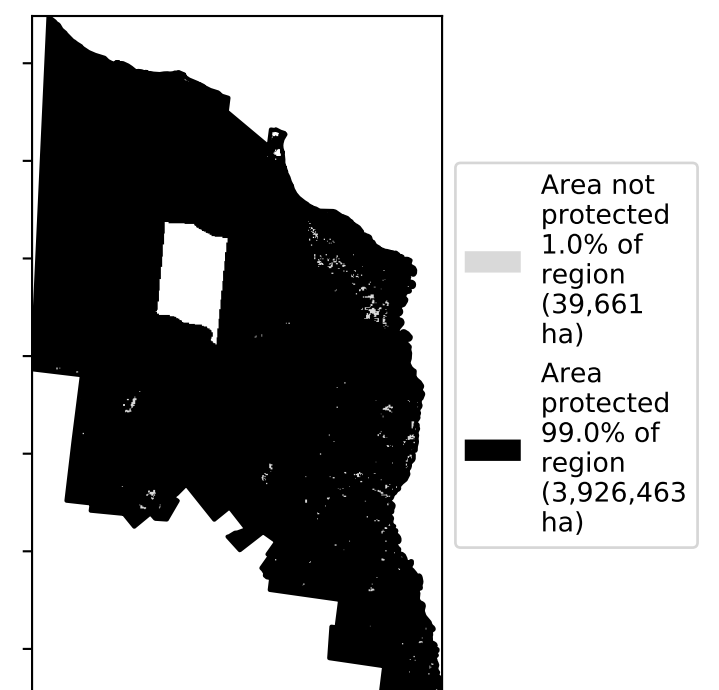 Area not
protected
1.0% of
region
(39,661
ha)
Area
protected
99.0% of
region
(3,926,463
ha)